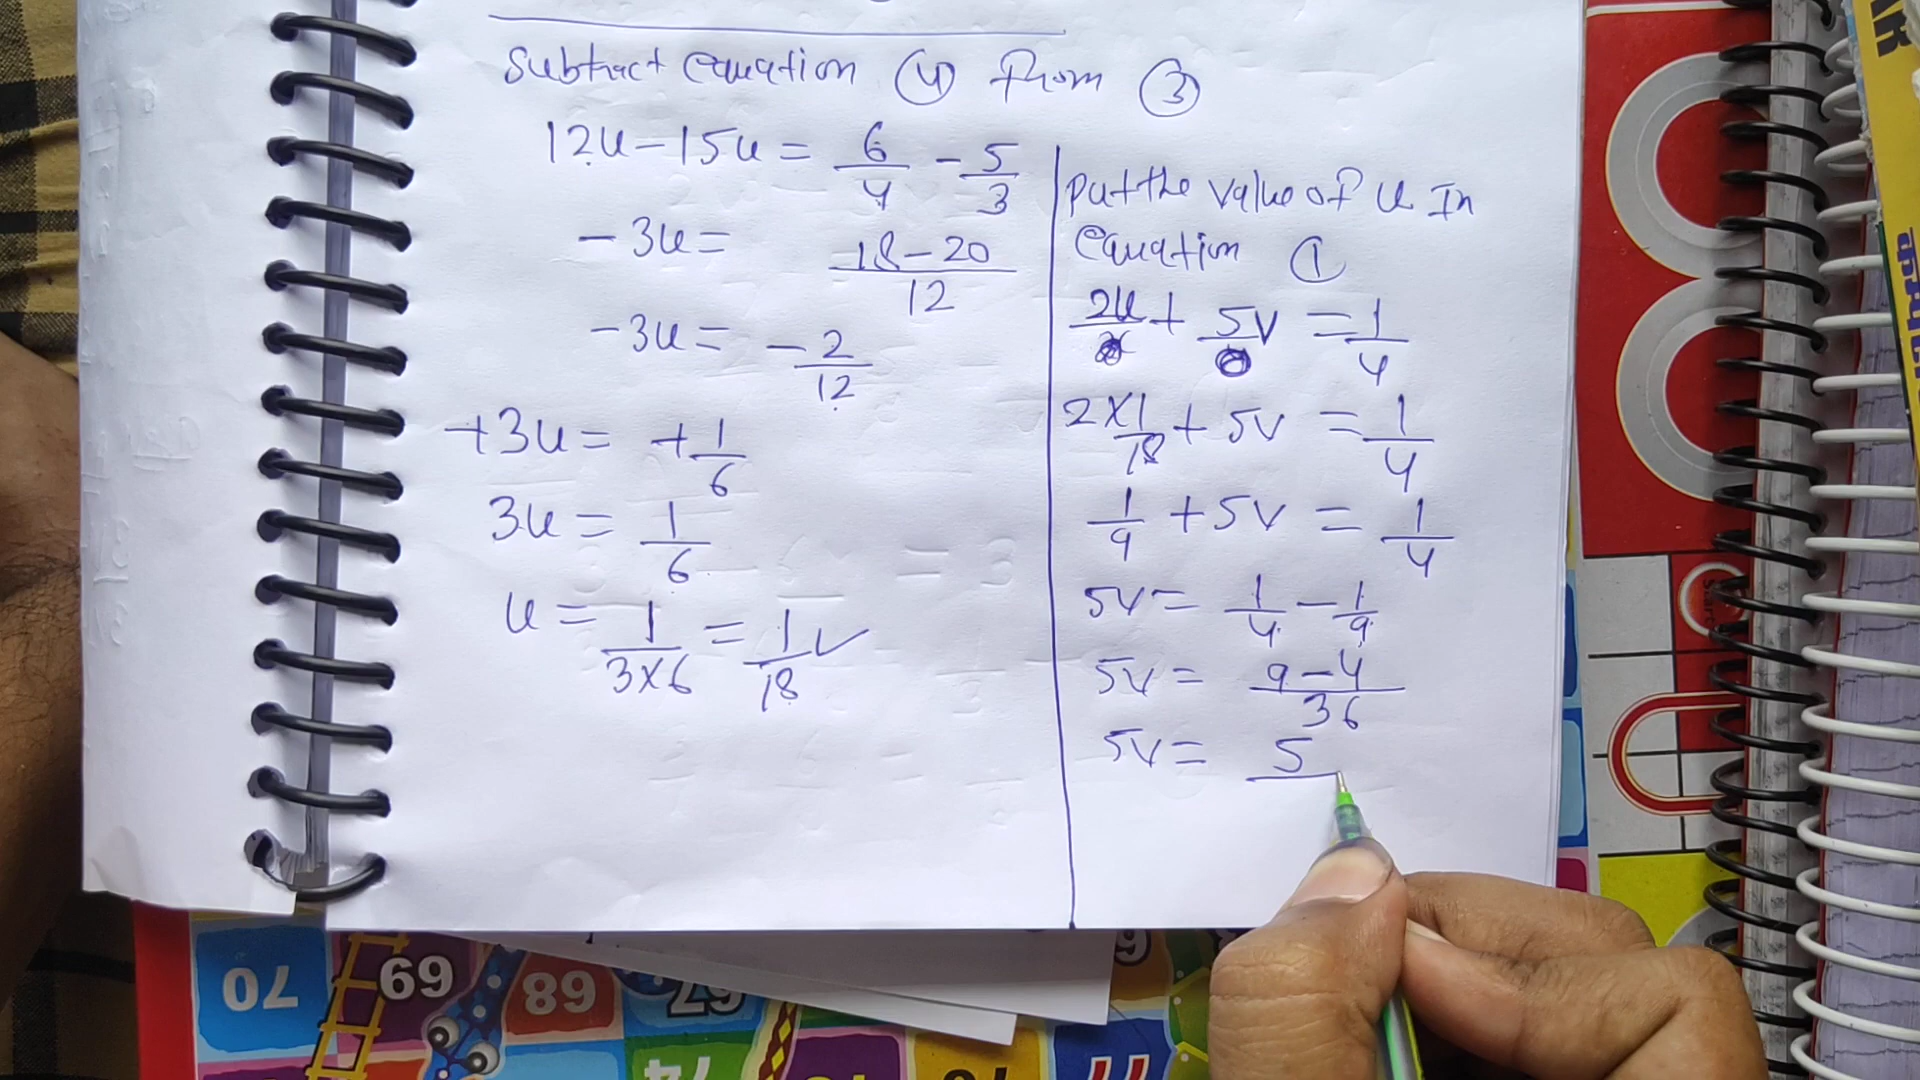 Subtract equation ④ from ③
12u-15u = 6/4 - 5/3
-3u = 18-20/12
-3u = -2/12
+3u = +1/6
3u = 1/6
u = 1/3×6 = 1/18 ✓
put the value of u In
equation ①
2u + 5v = 1/4
2×1/18 + 5v = 1/4
1/9 + 5v = 1/4
5v = 1/4 - 1/9
5v = 9-4/36
5v = 5
70
69
68
67